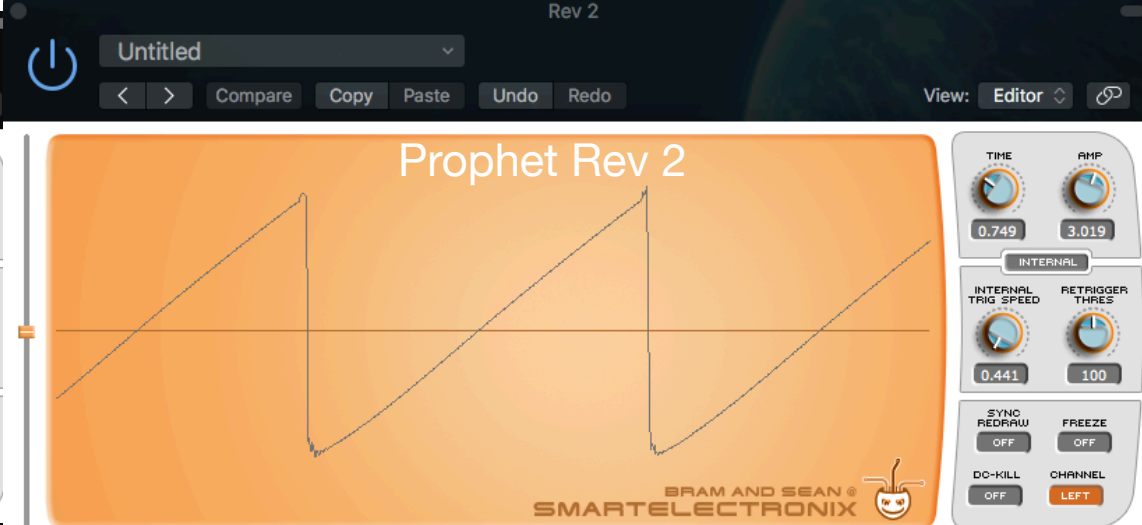 Rev 2
Untitled
Compare Copy Paste Undo Redo
View: Editor
Prophet Rev 2
TIME AMP
0.749 3.019
INTERNAL
INTERNAL TRIG SPEED
RETRIGGER THRES
0.441 100
SYNC REDRAW
FREEZE
OFF OFF
DC-KILL CHANNEL
OFF LEFT
BRAM AND SEAN @
SMARTELECTRONIX